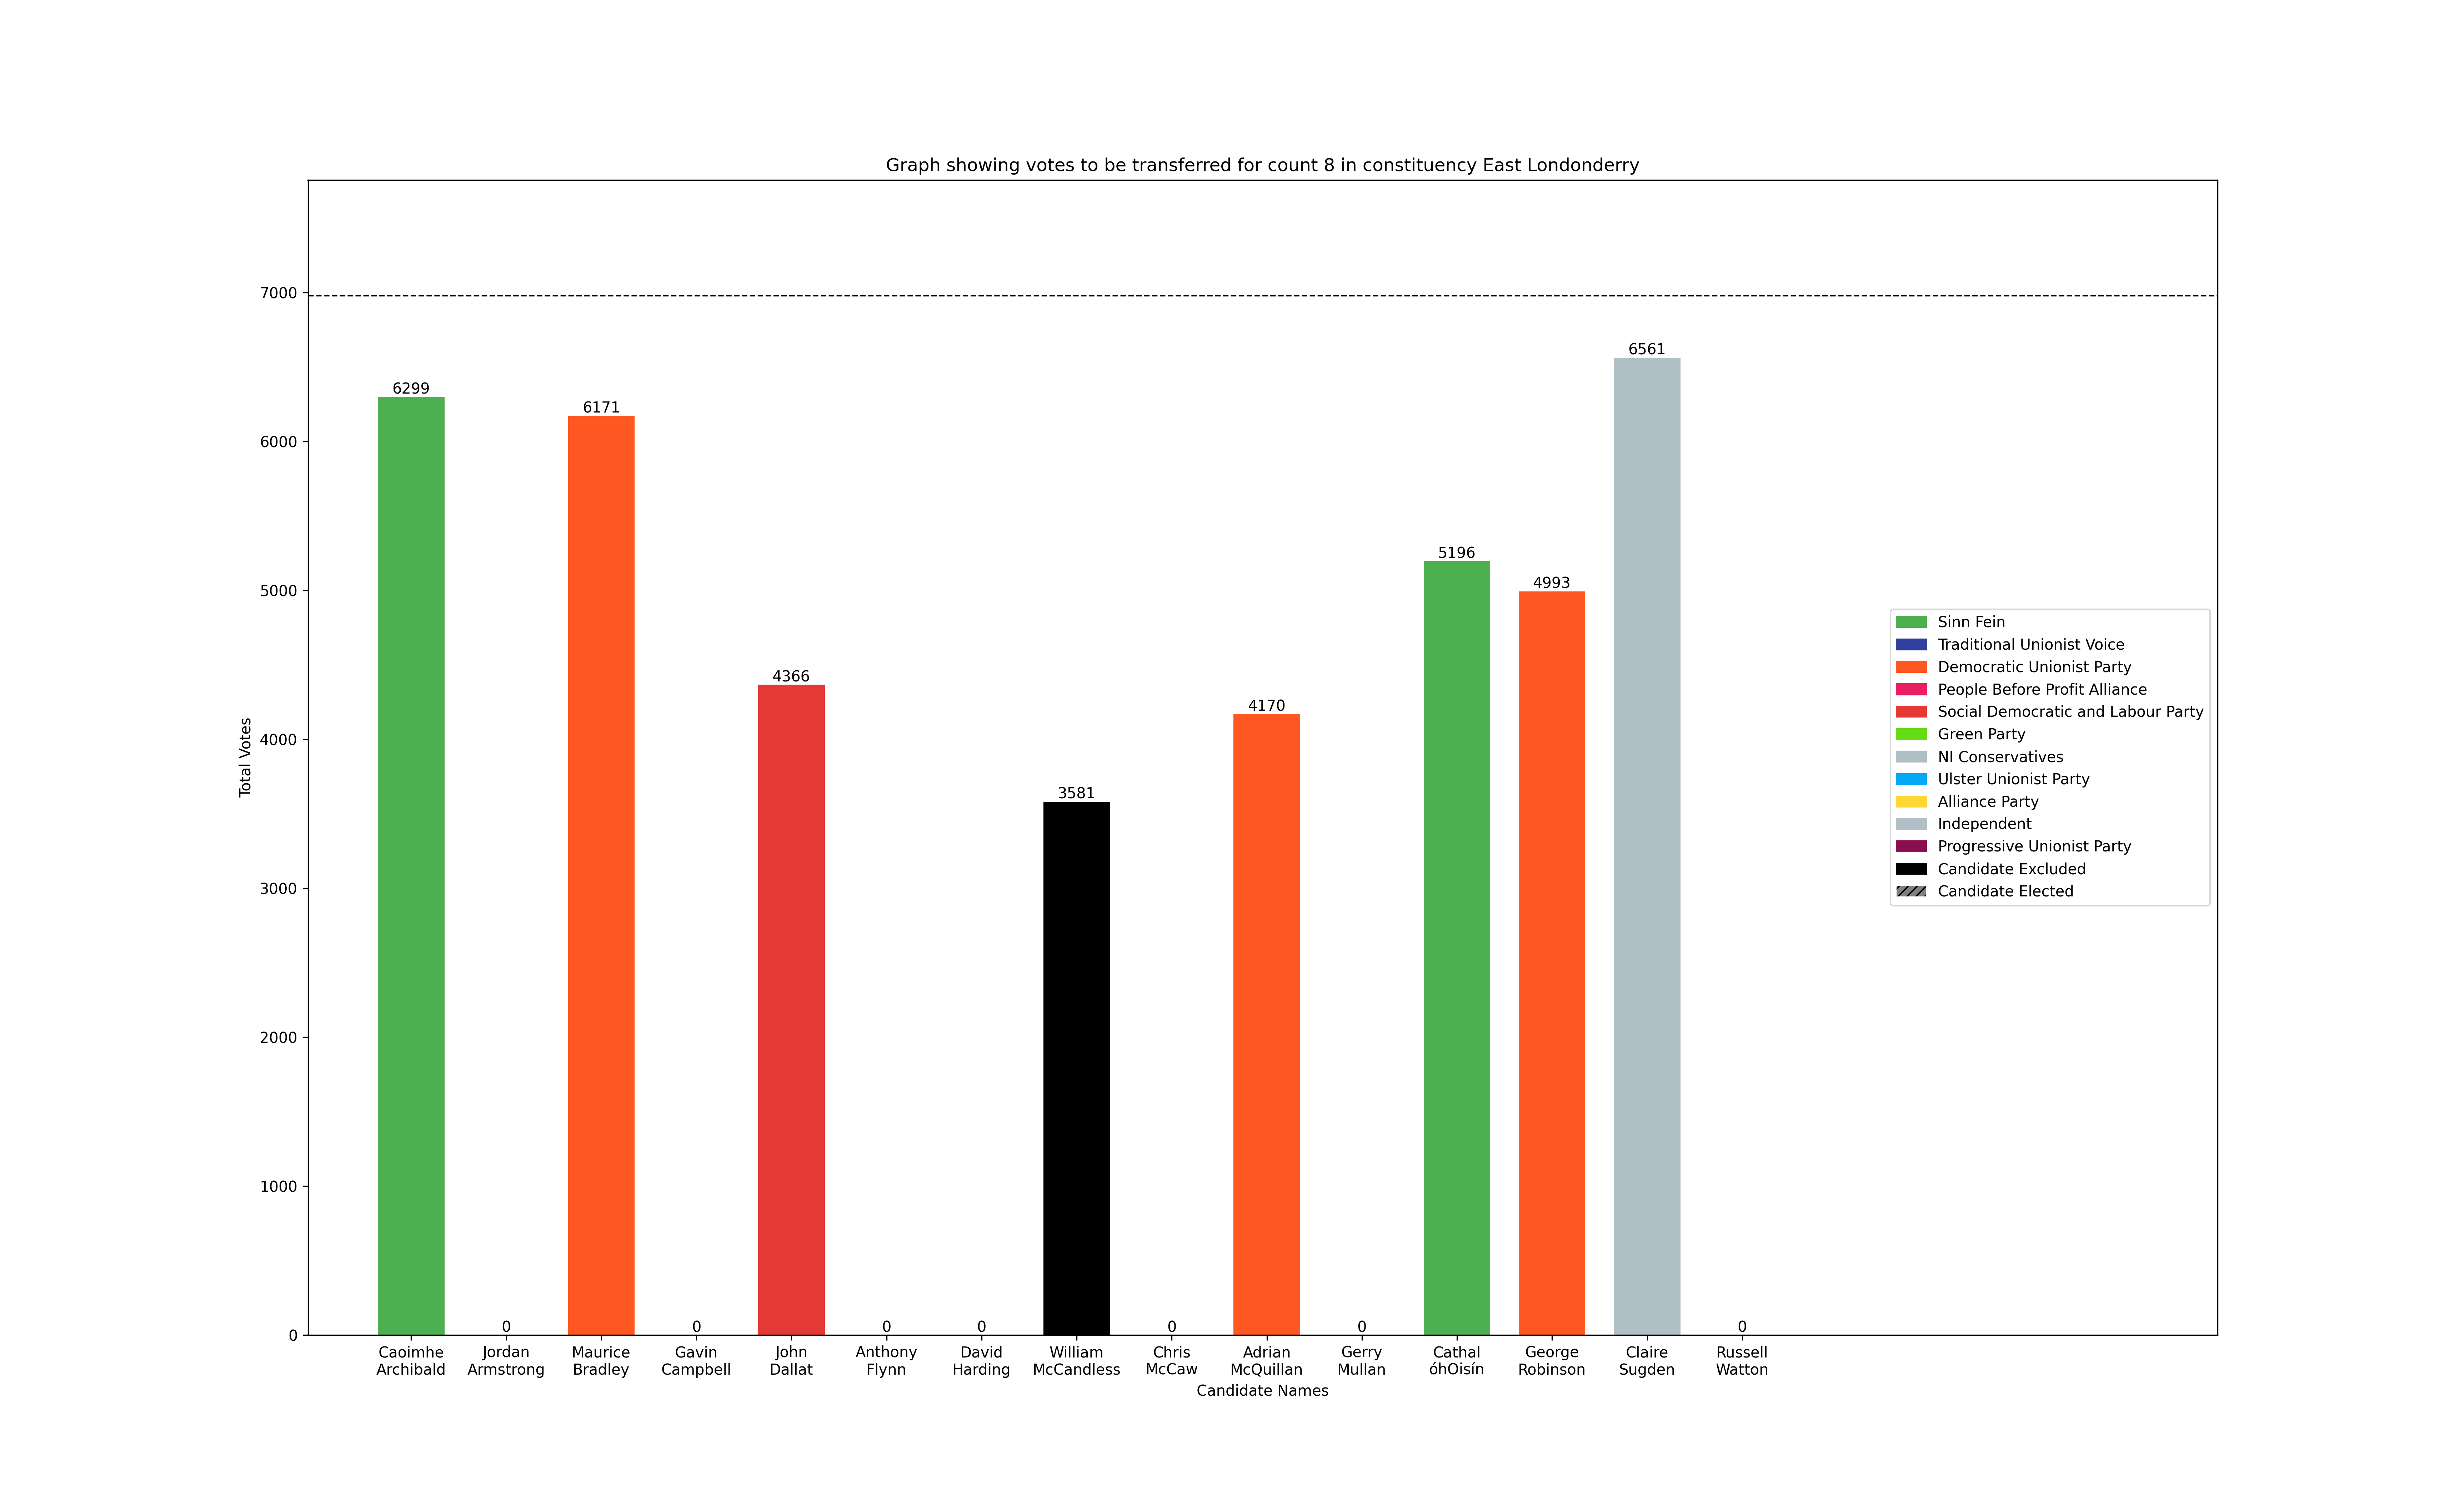 Graph showing votes to be transferred for count 8 in constituency East Londonderry
Total Votes
7000
6000
5000
4000
3000
2000
1000
0
6299
0
6171
0
4366
0
0
3581
0
4170
0
5196
4993
6561
0
Caoimhe
Archibald
Jordan
Armstrong
Maurice
Bradley
Gavin
Campbell
John
Dallat
Anthony
Flynn
David
Harding
William
McCandless
Chris
McCaw
Adrian
McQuillan
Gerry
Mullan
Cathal
óhOisín
George
Robinson
Claire
Sugden
Russell
Watton
Candidate Names
Sinn Fein
Traditional Unionist Voice
Democratic Unionist Party
People Before Profit Alliance
Social Democratic and Labour Party
Green Party
NI Conservatives
Ulster Unionist Party
Alliance Party
Independent
Progressive Unionist Party
Candidate Excluded
Candidate Elected